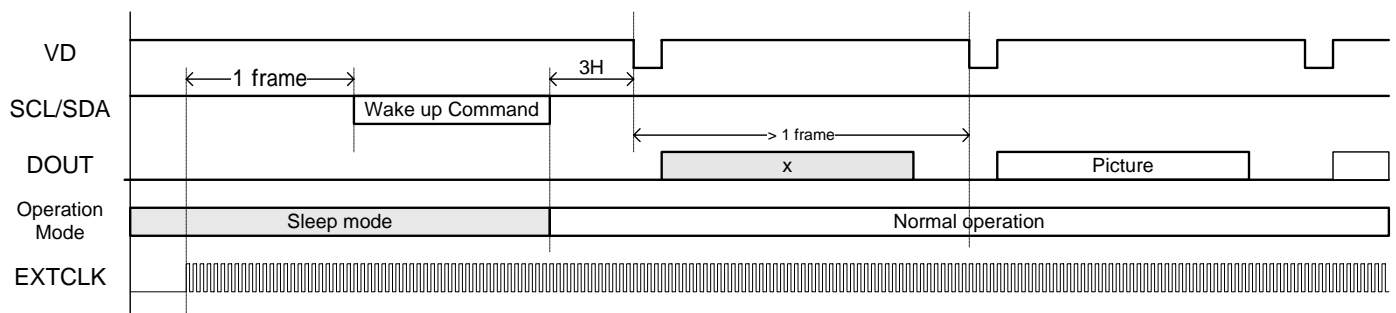 VD
3H
1 frame
SCL/SDA
Wake up Command
> 1 frame
DOUT
x
Picture
Operation
Mode
Sleep mode
Normal operation
EXTCLK